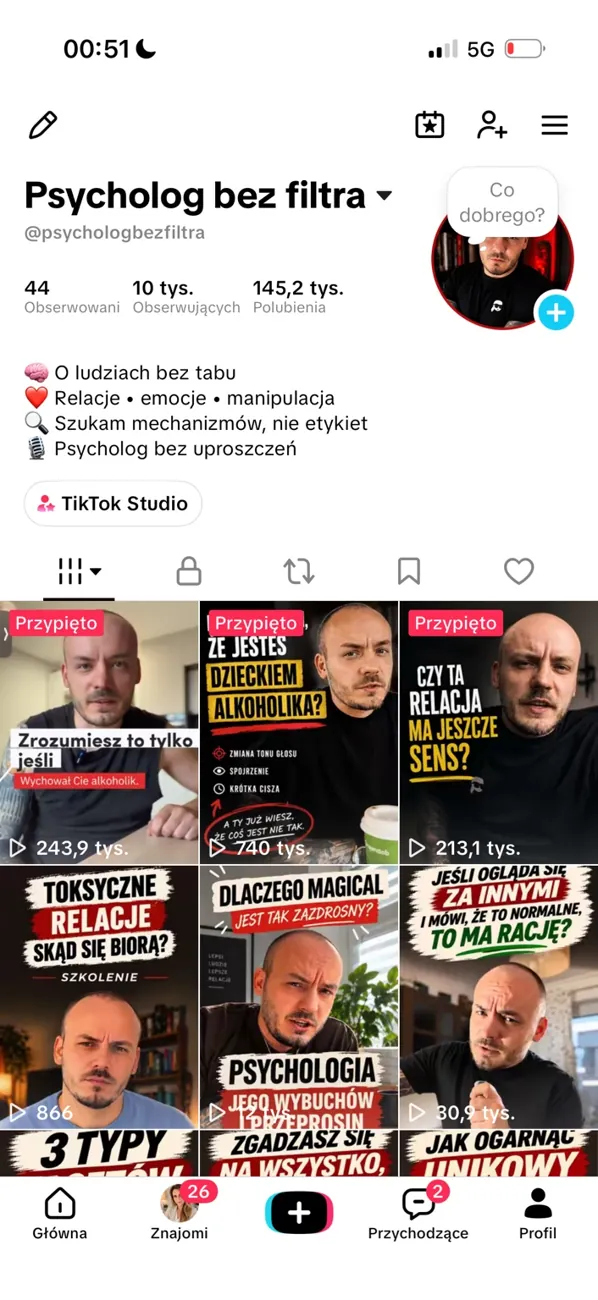 00:51
5G
Psycholog bez filtra
@psychologbezfiltra
Co
dobrego?
44
Obserwowani
10 tys.
Obserwujących
145,2 tys.
Polubienia
🧠 O ludziach bez tabu
❤️ Relacje • emocje • manipulacja
🔍 Szukam mechanizmów, nie etykiet
🎙️ Psycholog bez uproszczeń
TikTok Studio
Przypięto
Zrozumiesz to tylko
jeśli
Wychował Cie alkoholik.
243,9 tys.
Przypięto
ŻE JESTEŚ
DZIECKIEM
ALKOHOLIKA?
ZMIANA TONU GŁOSU
SPOJRZENIE
KRÓTKA CISZA
A TY JUŻ WIESZ,
ŻE COŚ JEST NIE TAK.
740 tys.
Przypięto
CZY TA
RELACJA
MA JESZCZE
SENS?
213,1 tys.
TOKSYCZNE
RELACJE
SKĄD SIĘ BIORĄ?
SZKOLENIE
866
DLACZEGO MAGICAL
JEST TAK ZAZDROSNY?
PSYCHOLOGIA
JEGO WYBUCHÓW
I PRZEPROSIN
12 tys.
JEŚLI OGLĄDA SIĘ
ZA INNYMI
I MÓWI, ŻE TO NORMALNE,
TO MA RACJĘ?
30,9 tys.
3 TYPY
ZGADZASZ SIĘ
NA WSZYSTKO,
JAK OGARNĄĆ
UNIKOWY
Główna
26
Znajomi
2
Przychodzące
Profil